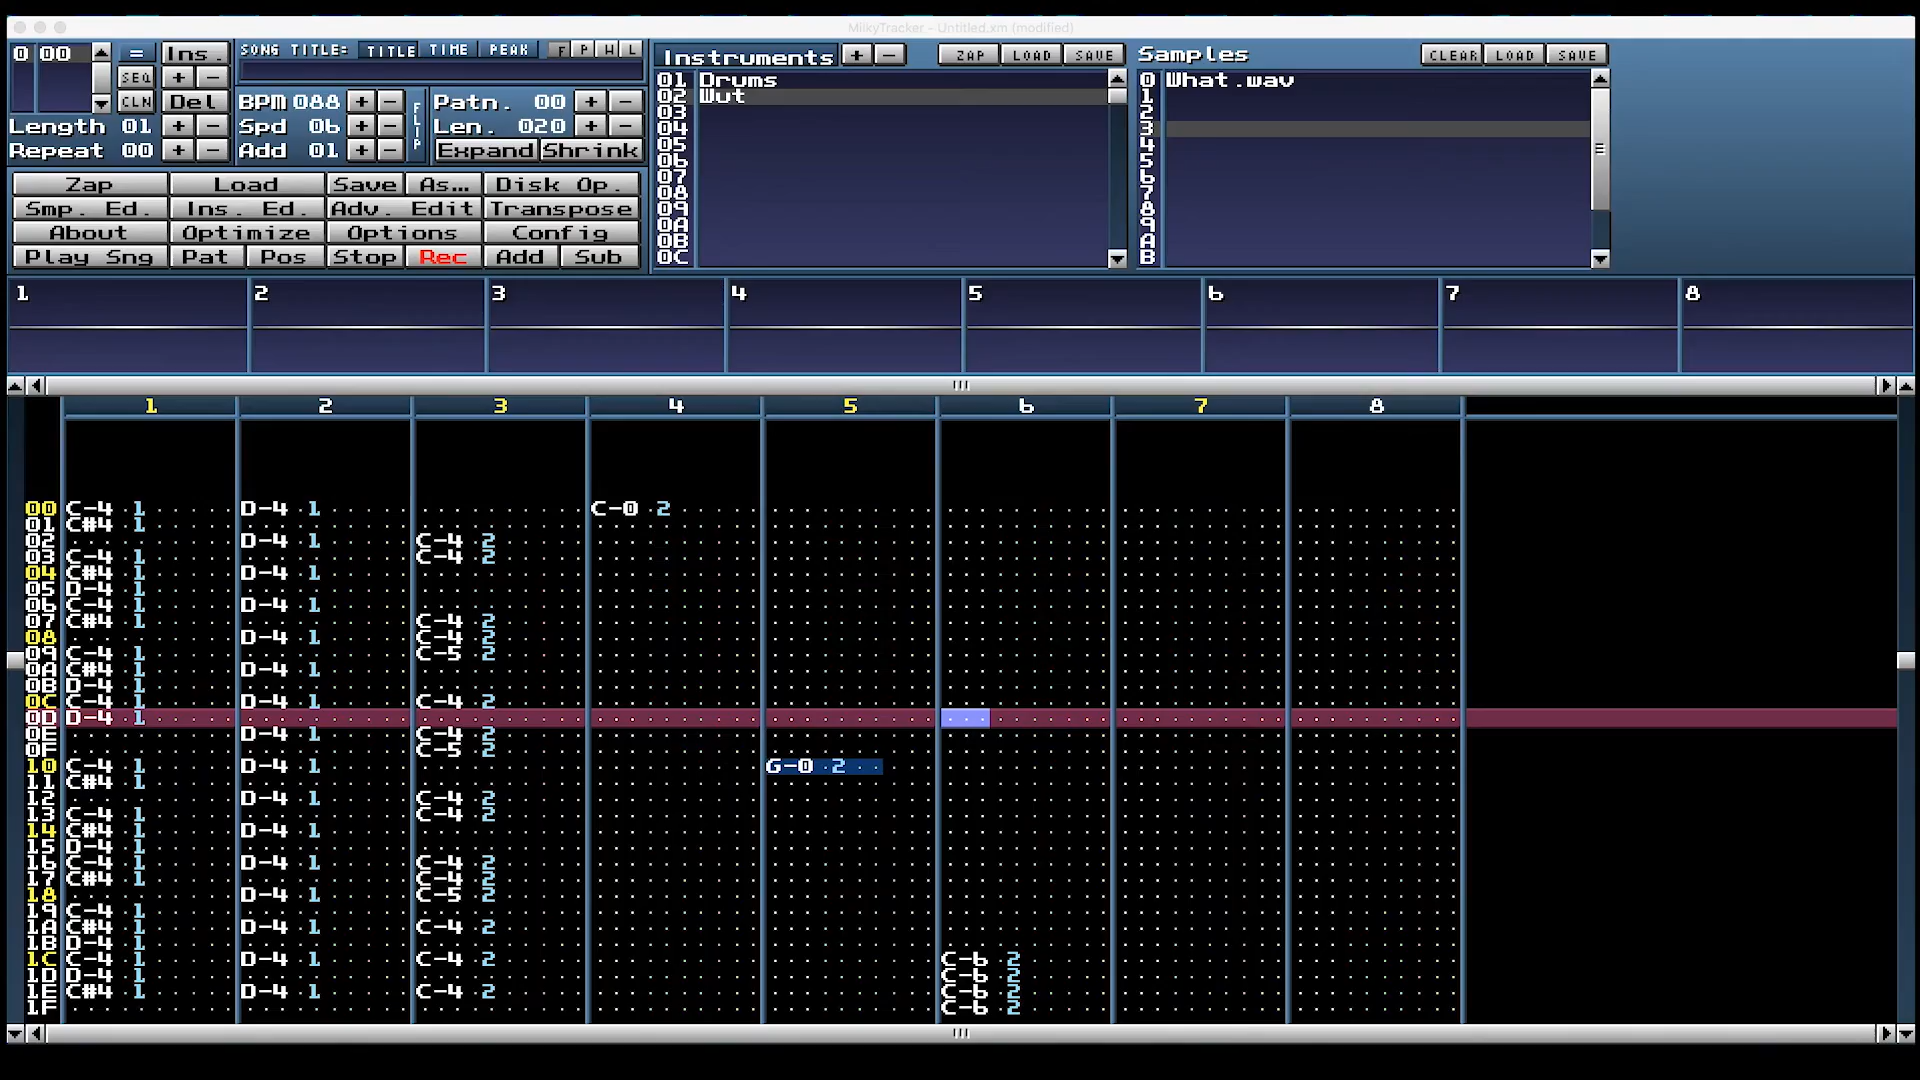 MilkyTracker - Untitled.xm (modified)
0 00 = Ins.
SEQ + -
CLN Del
Length 01 + -
Repeat 00 + -
SONG TITLE: TITLE TIME PEAK F P W L
BPM 088 + -
Spd 06 + -
Add 01 + -
FLIP
Patn. 00 + -
Len. 020 + -
Expand Shrink
Zap Load Save As... Disk Op.
Smp. Ed. Ins. Ed. Adv. Edit Transpose
About Optimize Options Config
Play Sng Pat Pos Stop Rec Add Sub
Instruments + - ZAP LOAD SAVE
01 Drums
02 Wut
03
04
05
06
07
08
09
0A
0B
0C
Samples CLEAR LOAD SAVE
0 What.wav
1
2
3
4
5
6
7
8
9
A
B
1 2 3 4 5 6 7 8
1 2 3 4 5 6 7 8
00 C-4 1 D-4 1 C-0 2
01 C#4 1
02 D-4 1 C-4 2
03 C-4 1 C-4 2
04 C#4 1 D-4 1
05 D-4 1
06 C-4 1 D-4 1
07 C#4 1 C-4 2
08 D-4 1 C-4 2
09 C-4 1 C-5 2
0A C#4 1 D-4 1
0B D-4 1
0C C-4 1 D-4 1 C-4 2
0D D-4 1
0E D-4 1 C-4 2
0F C-5 2
10 C-4 1 D-4 1 G-0 2
11 C#4 1
12 D-4 1 C-4 2
13 C-4 1 C-4 2
14 C#4 1 D-4 1
15 D-4 1
16 C-4 1 D-4 1 C-4 2
17 C#4 1 C-4 2
18 D-4 1 C-5 2
19 C-4 1
1A C#4 1 D-4 1 C-4 2
1B D-4 1
1C C-4 1 D-4 1 C-4 2 C-6 2
1D D-4 1 C-6 2
1E C#4 1 D-4 1 C-4 2 C-6 2
1F C-6 2